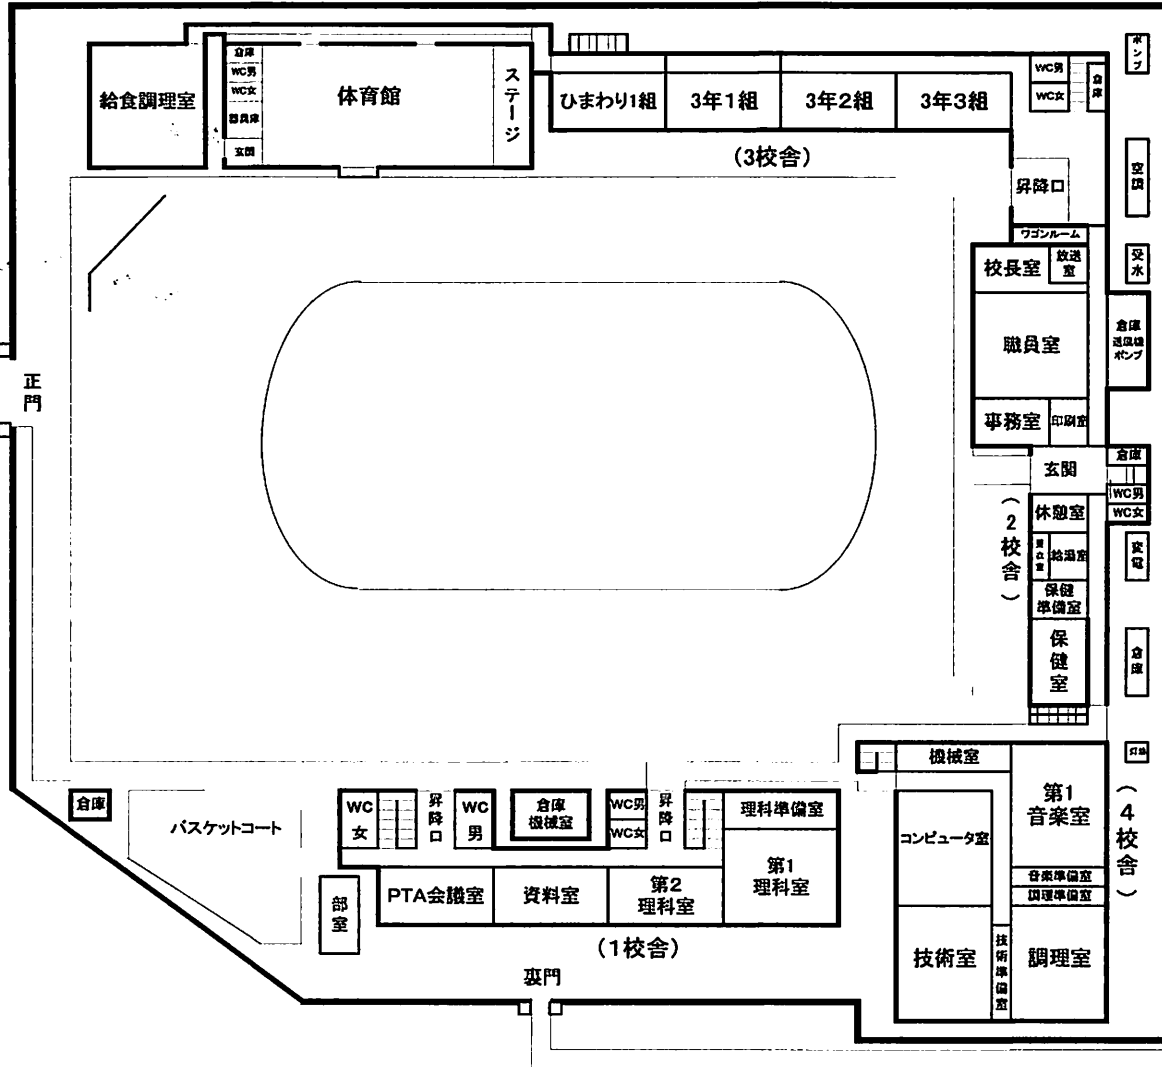 ポンプ
倉庫
WC男
WC女
器具庫
玄関
給食調理室
体育館
ステージ
ひまわり1組
3年1組
3年2組
3年3組
WC男
WC女
倉庫
(3校舎)
空調
昇降口
ワゴンルーム
校長室
放送室
受水
職員室
倉庫
送風機
ポンプ
正門
事務室
印刷室
玄関
倉庫
WC男
WC女
(2校舎)
休憩室
給湯室
変電
保健
準備室
保健室
倉庫
機械室
第1
音楽室
(4校舎)
倉庫
バスケットコート
WC
女
昇降口
WC
男
倉庫
機械室
WC男
WC女
昇降口
理科準備室
コンピュータ室
音楽準備室
調理準備室
部室
PTA会議室
資料室
第2
理科室
第1
理科室
(1校舎)
技術室
技術準備室
調理室
裏門